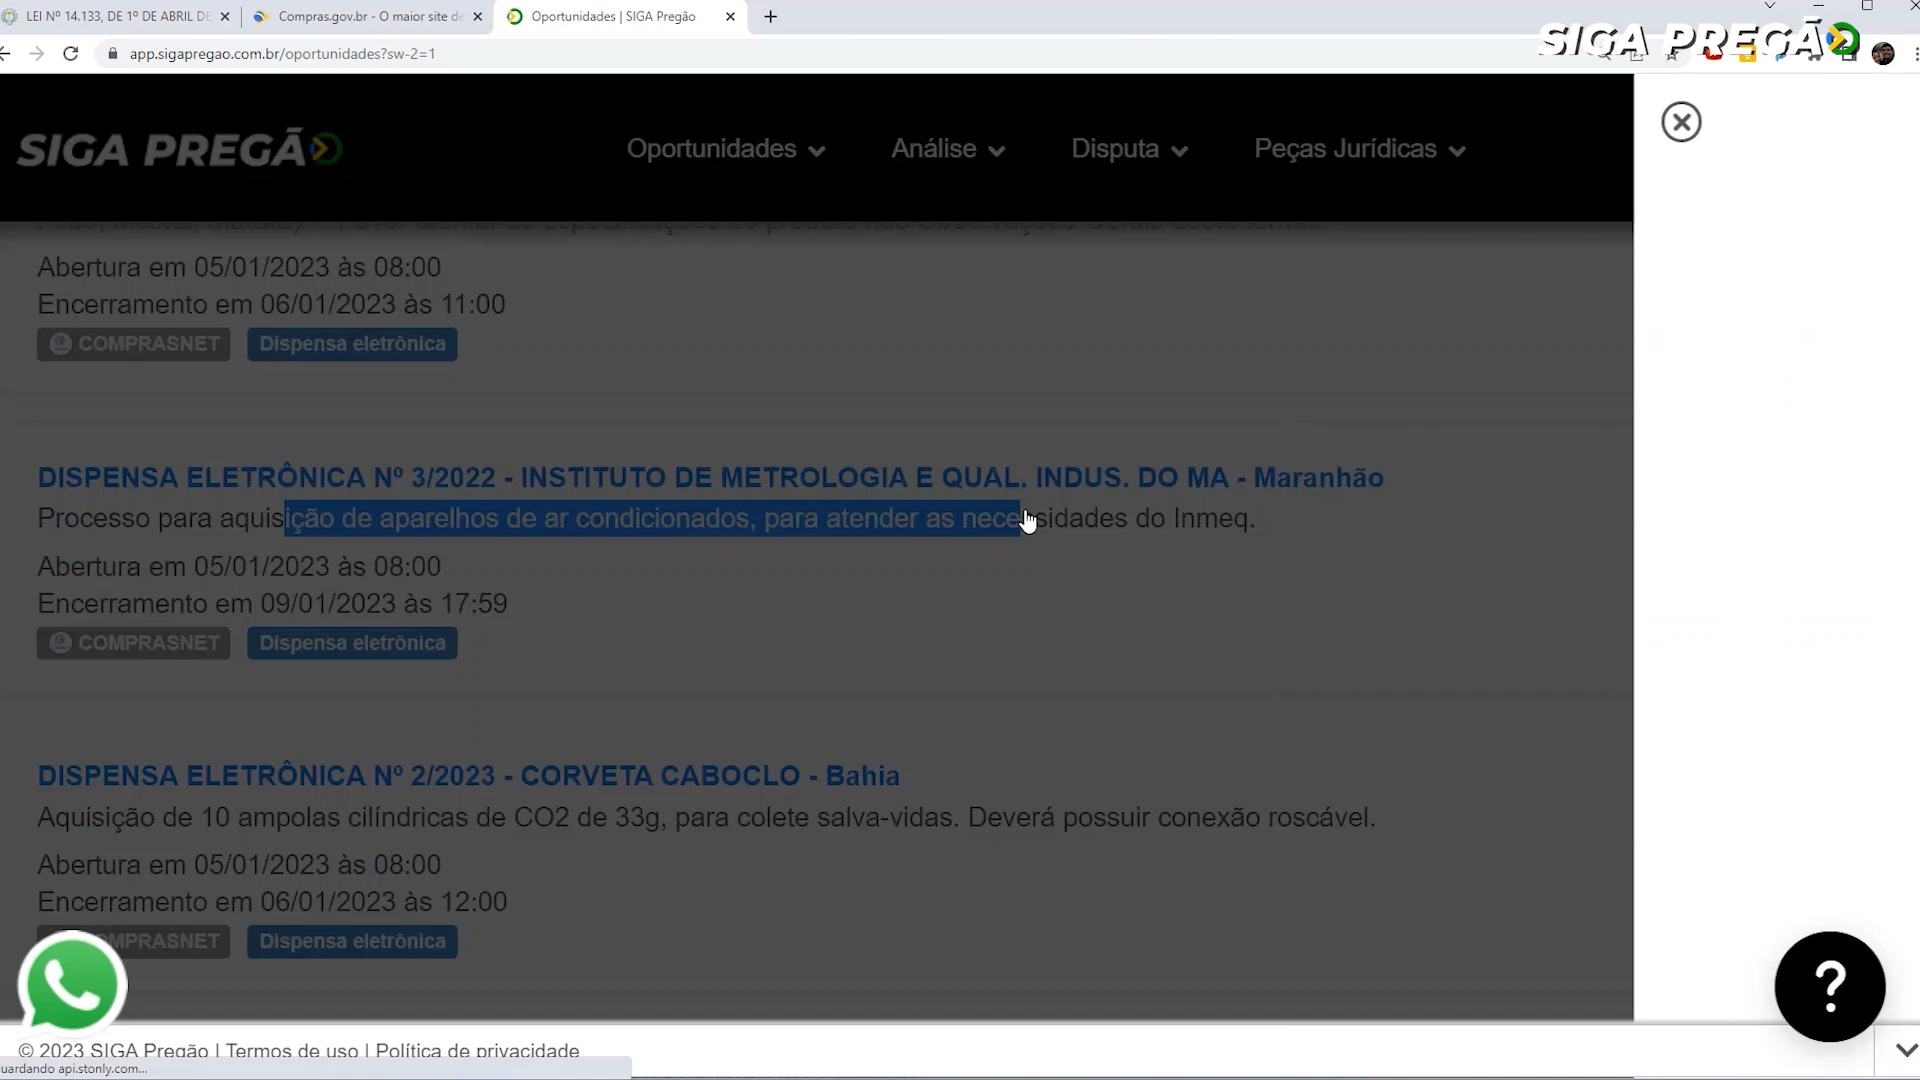 LEI Nº 14.133, DE 1º DE ABRIL DE
Compras.gov.br - O maior site de
Oportunidades | SIGA Pregão
app.sigapregao.com.br/oportunidades?sw-2=1
SIGA PREGÃO
SIGA PREGÃO
Oportunidades
Análise
Disputa
Peças Jurídicas
Abertura em 05/01/2023 às 08:00
Encerramento em 06/01/2023 às 11:00
COMPRASNET
Dispensa eletrônica
DISPENSA ELETRÔNICA Nº 3/2022 - INSTITUTO DE METROLOGIA E QUAL. INDUS. DO MA - Maranhão
Processo para aquisição de aparelhos de ar condicionados, para atender as necessidades do Inmeq.
Abertura em 05/01/2023 às 08:00
Encerramento em 09/01/2023 às 17:59
COMPRASNET
Dispensa eletrônica
DISPENSA ELETRÔNICA Nº 2/2023 - CORVETA CABOCLO - Bahia
Aquisição de 10 ampolas cilíndricas de CO2 de 33g, para colete salva-vidas. Deverá possuir conexão roscável.
Abertura em 05/01/2023 às 08:00
Encerramento em 06/01/2023 às 12:00
MPRASNET
Dispensa eletrônica
?
© 2023 SIGA Pregão | Termos de uso | Política de privacidade
uardando api.stonly.com...